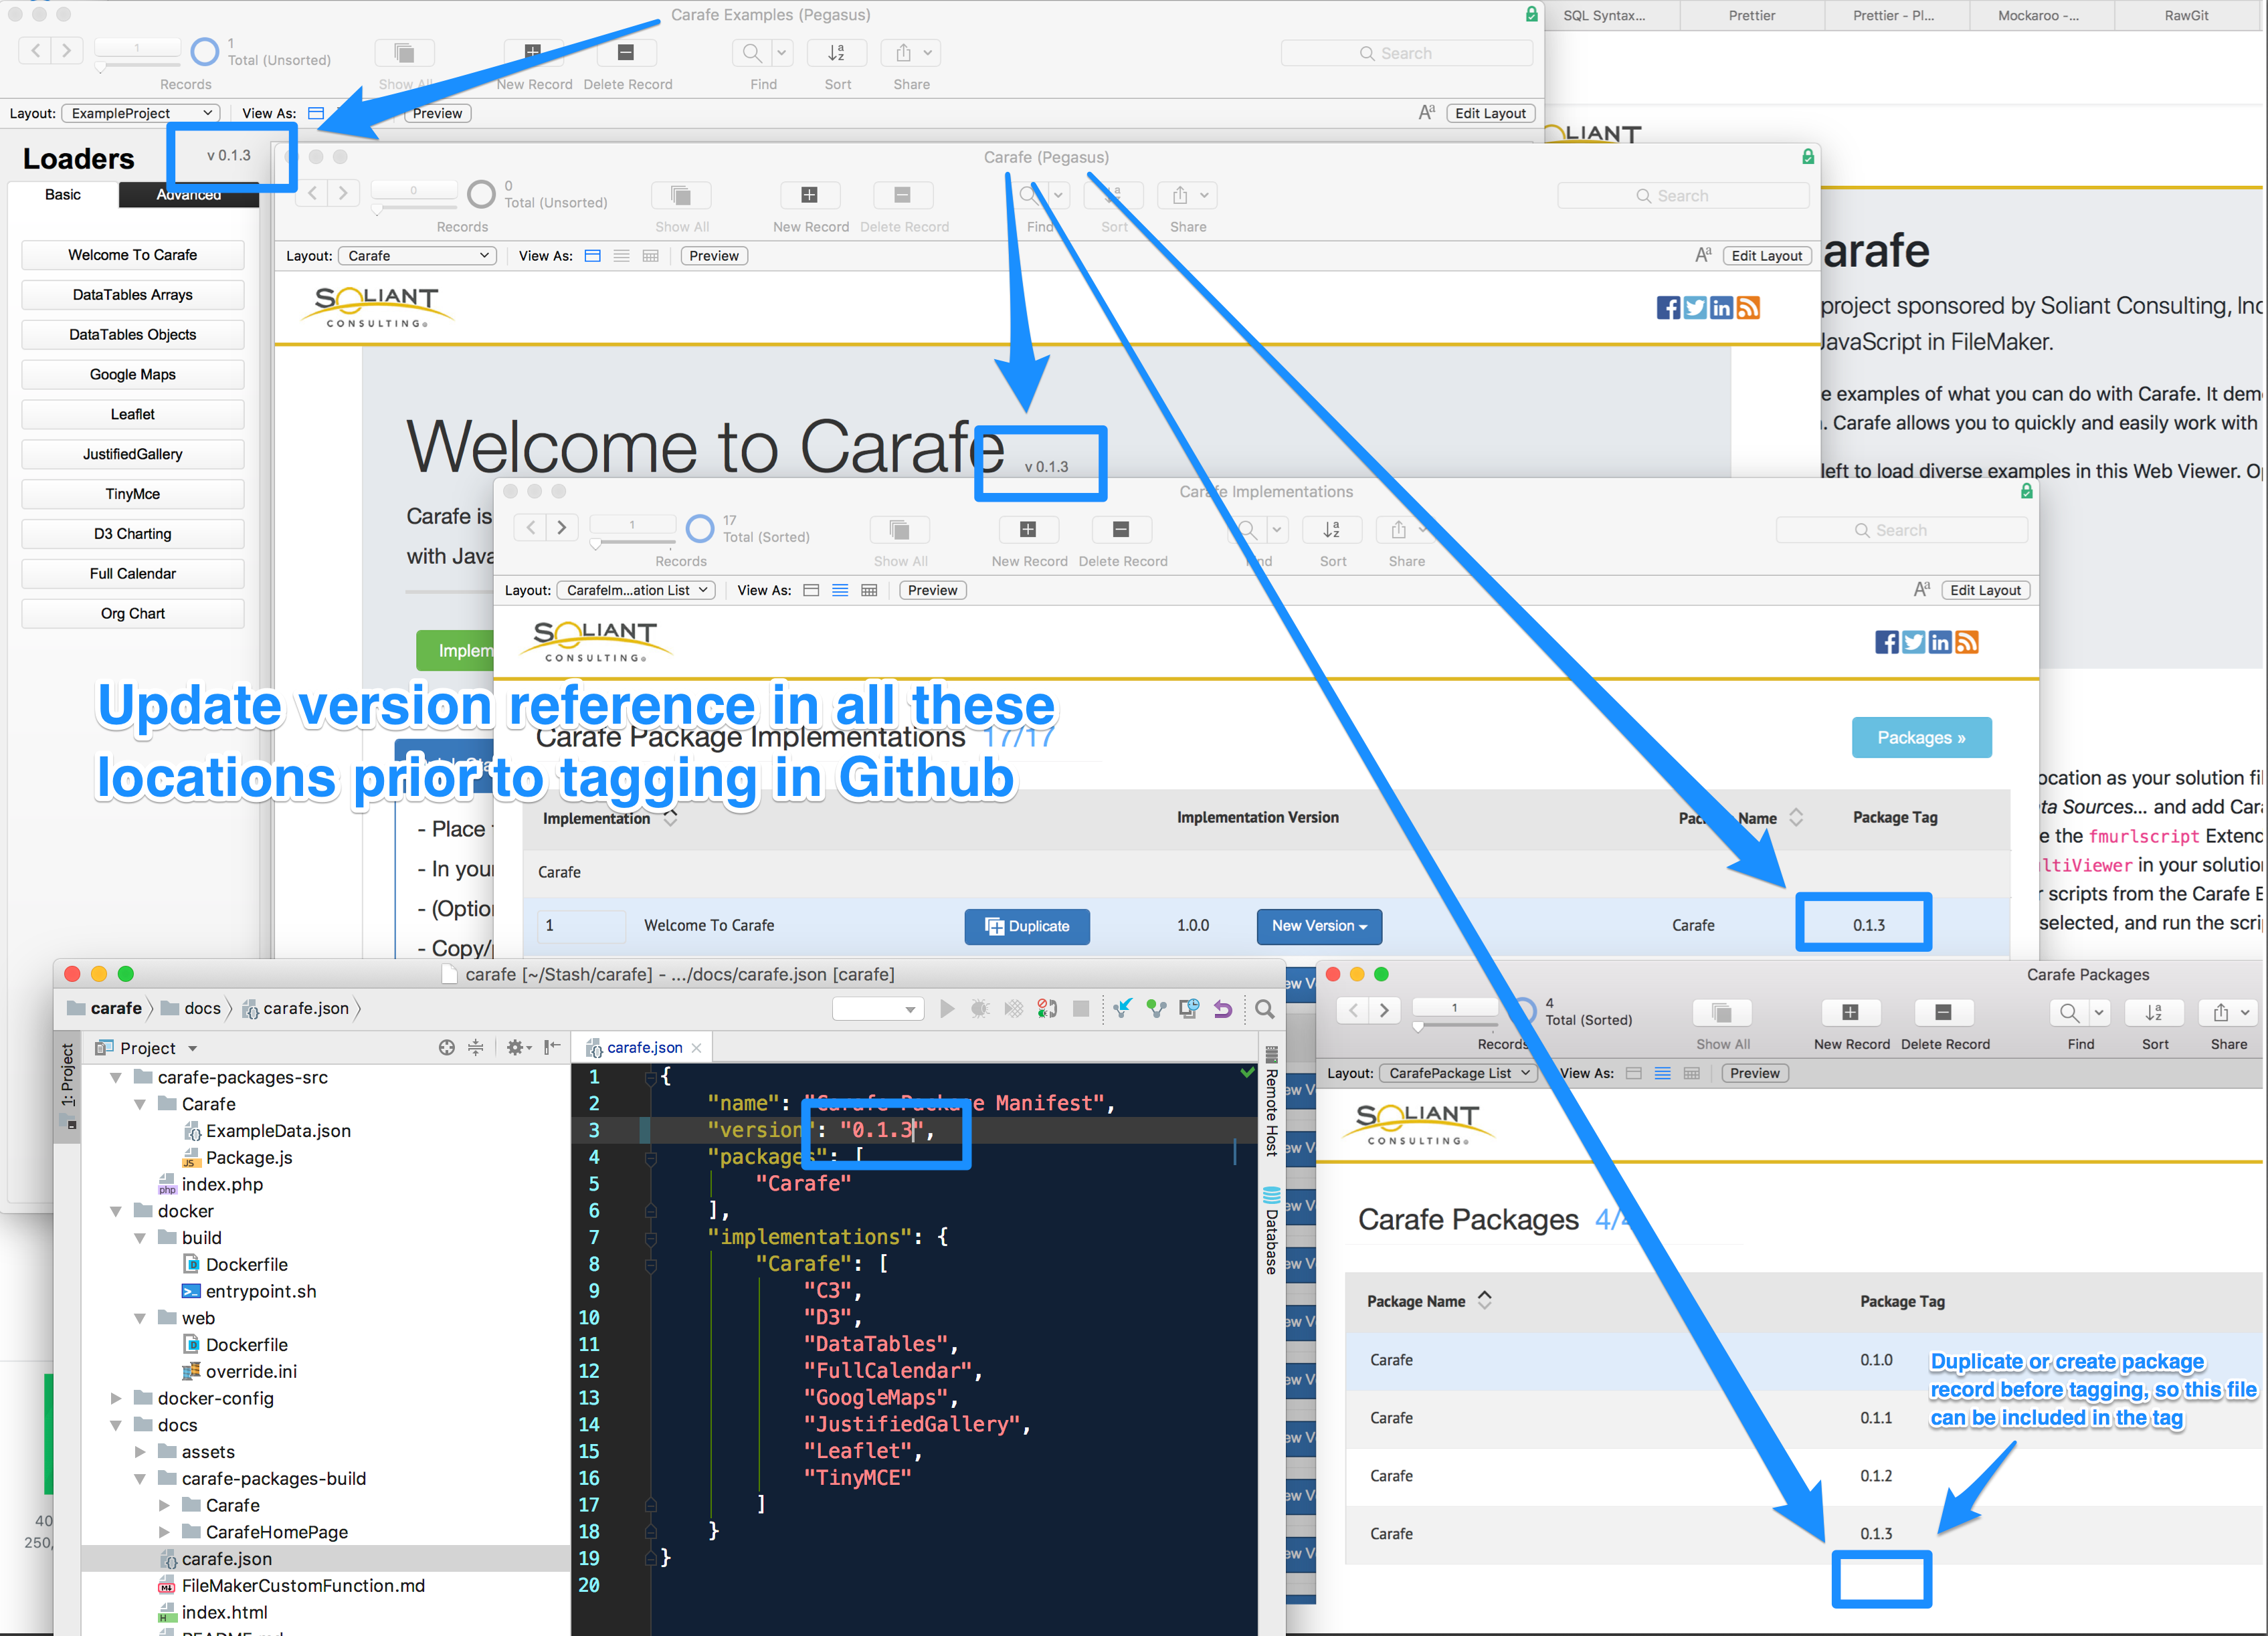 Carafe Examples (Pegasus)
SQL Syntax...
Prettier
Prettier - Pl...
Mockaroo -...
RawGit
1
1
Total (Unsorted)
Records
Show All
New Record
Delete Record
Find
Sort
Share
Search
Layout:
ExampleProject
View As:
Preview
Edit Layout
Loaders
v 0.1.3
Basic
Advanced
Welcome To Carafe
DataTables Arrays
DataTables Objects
Google Maps
Leaflet
JustifiedGallery
TinyMce
D3 Charting
Full Calendar
Org Chart
Carafe (Pegasus)
0
0
Total (Unsorted)
Records
Show All
New Record
Delete Record
Find
Sort
Share
Search
Layout:
Carafe
View As:
Preview
Edit Layout
SOLIANT
CONSULTING
Welcome to Carafe
v 0.1.3
Carafe is
with Java
Implem
- Place
- In your
- (Option
- Copy/
arafe
project sponsored by Soliant Consulting, Inc
JavaScript in FileMaker.
e examples of what you can do with Carafe. It dem
. Carafe allows you to quickly and easily work with
left to load diverse examples in this Web Viewer. O
ocation as your solution fil
ta Sources... and add Car
e the fmurlscript Extend
ltiViewer in your solution
r scripts from the Carafe E
selected, and run the scri
Carafe Implementations
1
17
Total (Sorted)
Records
Show All
New Record
Delete Record
Find
Sort
Share
Search
Layout:
CarafeIm...ation List
View As:
Preview
Edit Layout
SOLIANT
CONSULTING
Update version reference in all these
locations prior to tagging in Github
Carafe Package Implementations 17/17
Packages »
Implementation
Implementation Version
Package Name
Package Tag
Carafe
1
Welcome To Carafe
Duplicate
1.0.0
New Version
Carafe
0.1.3
carafe [~/Stash/carafe] - .../docs/carafe.json [carafe]
carafe
docs
carafe.json
1: Project
Project
carafe.json
Remote Host
Database
carafe-packages-src
Carafe
ExampleData.json
Package.js
index.php
docker
build
Dockerfile
entrypoint.sh
web
Dockerfile
override.ini
docker-config
docs
assets
carafe-packages-build
Carafe
CarafeHomePage
carafe.json
FileMakerCustomFunction.md
index.html
README.md
1 {
2 "name": "Carafe Package Manifest",
3 "version": "0.1.3",
4 "packages": [
5 "Carafe"
6 ],
7 "implementations": {
8 "Carafe": [
9 "C3",
10 "D3",
11 "DataTables",
12 "FullCalendar",
13 "GoogleMaps",
14 "JustifiedGallery",
15 "Leaflet",
16 "TinyMCE"
17 ]
18 }
19 }
20
Carafe Packages
1
4
Total (Sorted)
Records
Show All
New Record
Delete Record
Find
Sort
Share
Layout:
CarafePackage List
View As:
Preview
SOLIANT
CONSULTING
Carafe Packages 4/4
Package Name
Package Tag
Carafe 0.1.0
Carafe 0.1.1
Carafe 0.1.2
Carafe 0.1.3
Duplicate or create package
record before tagging, so this file
can be included in the tag
40
250,